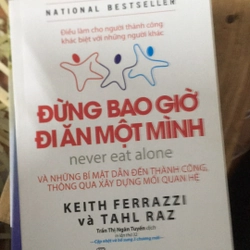 NATIONAL BESTSELLER
Điều làm cho người thành công
khác biệt với những người khác
ĐỪNG BAO GIỜ
ĐI ĂN MỘT MÌNH
never eat alone
VÀ NHỮNG BÍ MẬT DẪN ĐẾN THÀNH CÔNG,
THÔNG QUA XÂY DỰNG MỐI QUAN HỆ
KEITH FERRAZZI
và TAHL RAZ
Trần Thị Ngân Tuyến dịch